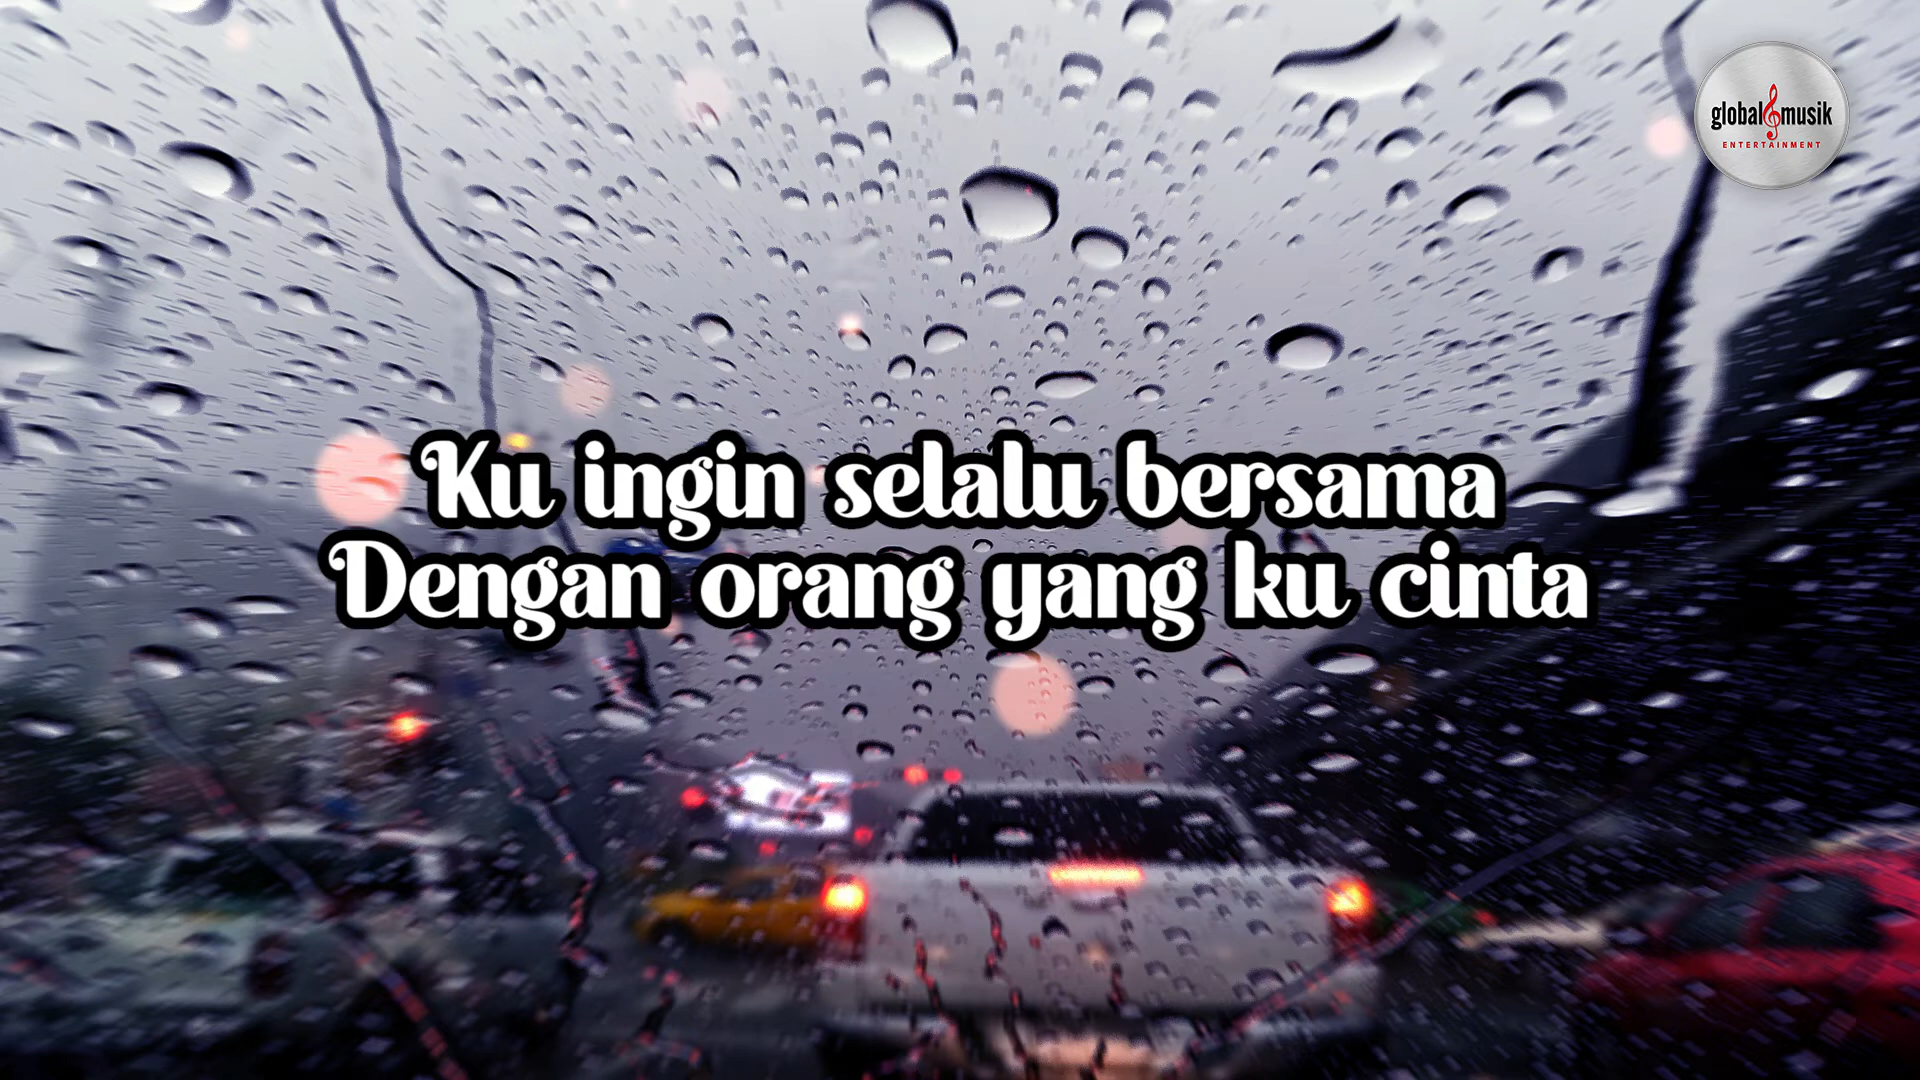 global musik
ENTERTAINMENT
Ku ingin selalu bersama
Dengan orang yang ku cinta